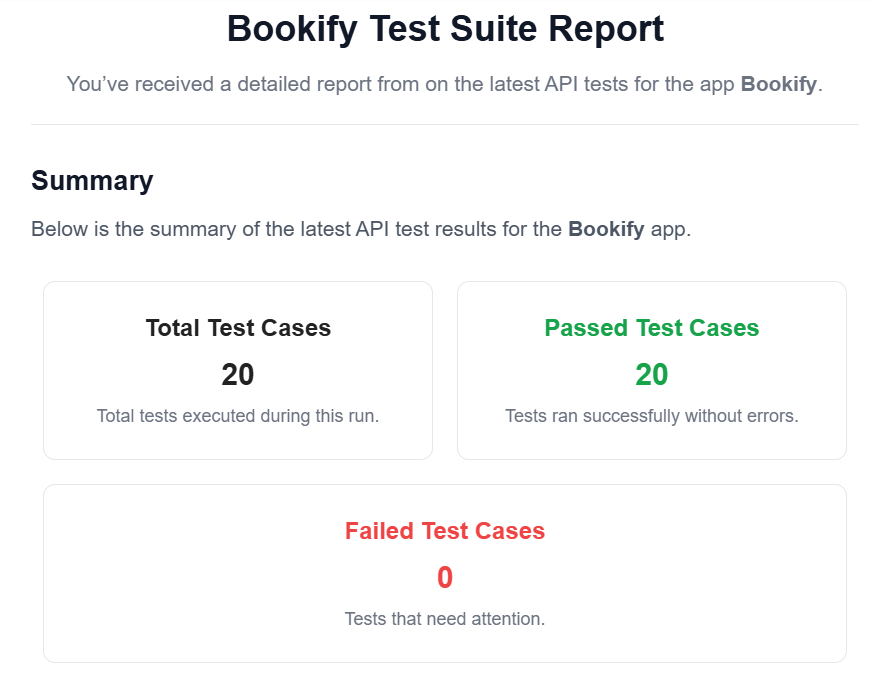 Bookify Test Suite Report
You’ve received a detailed report from on the latest API tests for the app Bookify.
Summary
Below is the summary of the latest API test results for the Bookify app.
Total Test Cases
20
Total tests executed during this run.
Passed Test Cases
20
Tests ran successfully without errors.
Failed Test Cases
0
Tests that need attention.